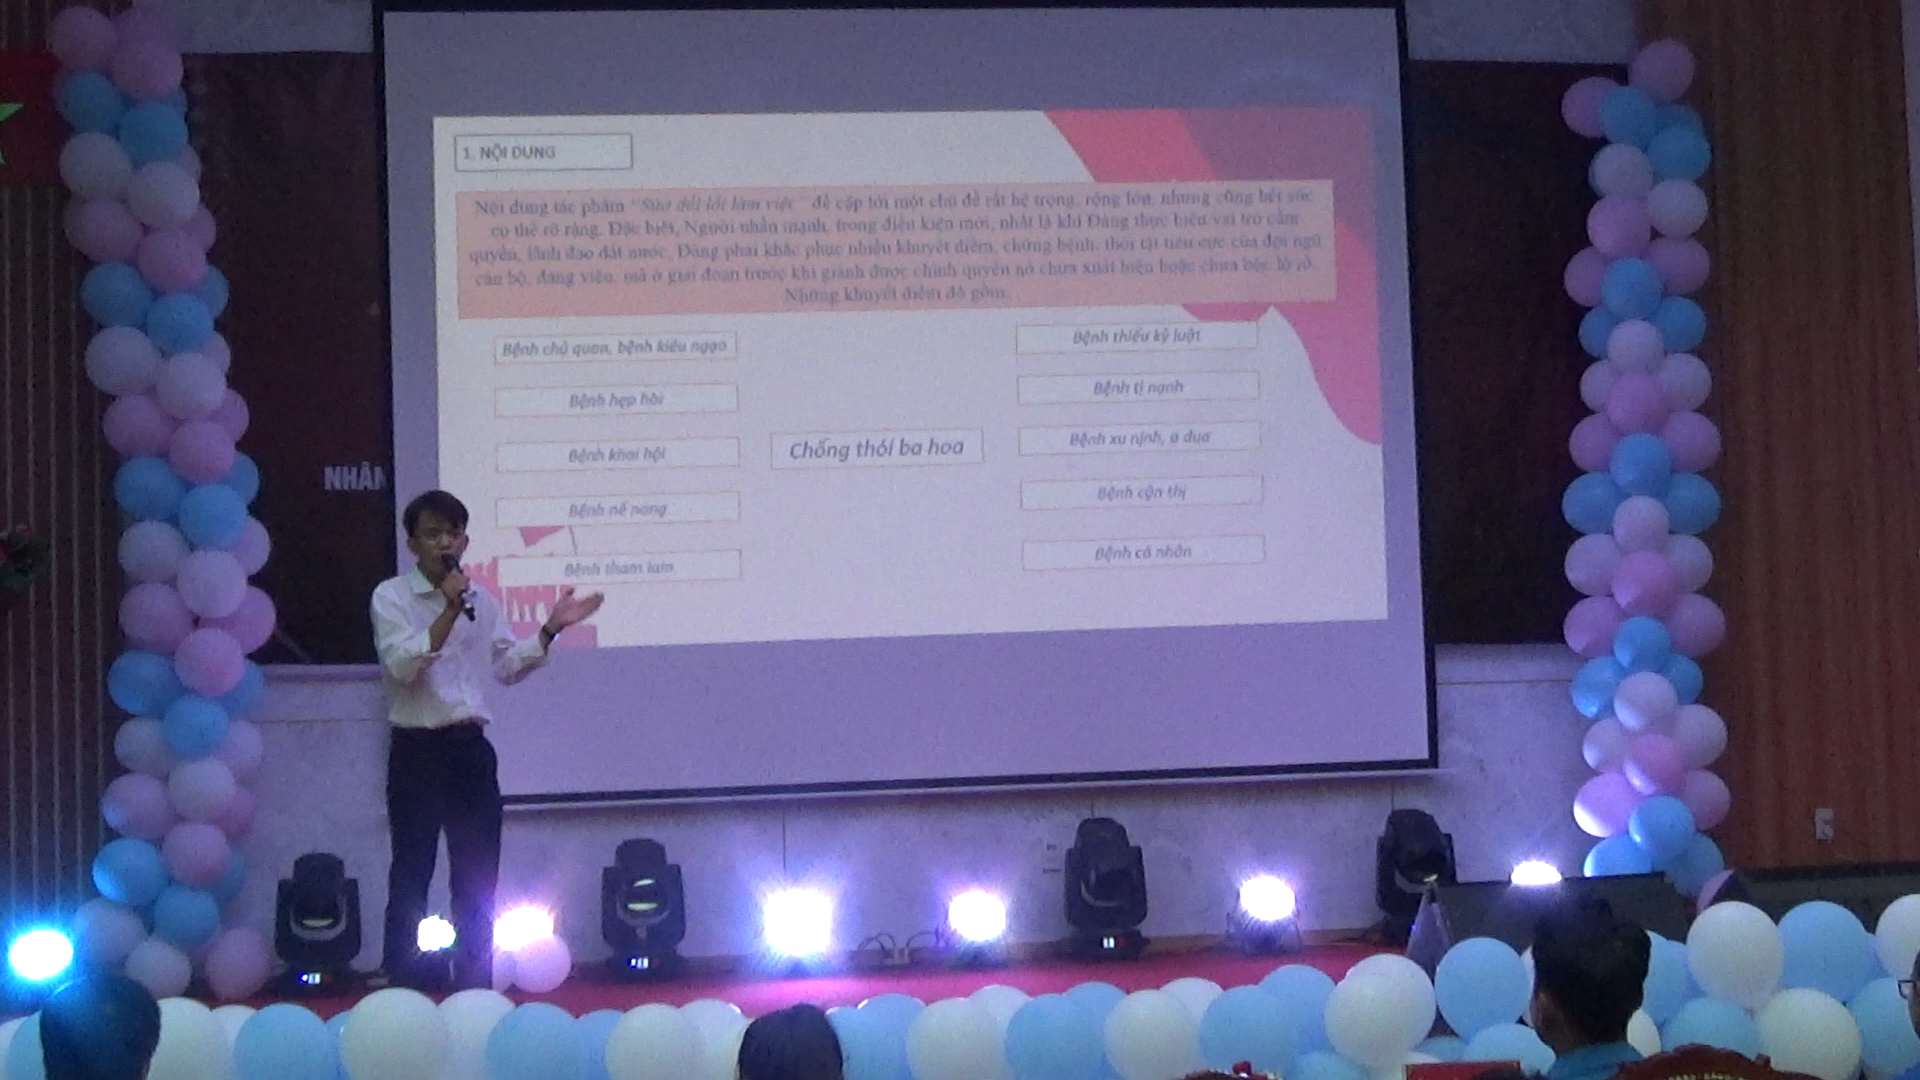 1. NỘI DUNG
Nội dung tác phẩm "Sửa đổi lối làm việc" đề cập tới một chủ đề rất hệ trọng, rộng lớn, nhưng cũng hết sức
cụ thể rõ ràng. Đặc biệt, Người nhấn mạnh, trong điều kiện mới, nhất là khi Đảng thực hiện vai trò cầm
quyền, lãnh đạo đất nước, Đảng phải khắc phục nhiều khuyết điểm, chứng bệnh, thói tật tiêu cực của đội ngũ
cán bộ, đảng viên, mà ở giai đoạn trước khi giành được chính quyền nó chưa xuất hiện hoặc chưa bộc lộ rõ.
Những khuyết điểm đó gồm:
Bệnh chủ quan, bệnh kiêu ngạo
Bệnh hẹp hòi
Bệnh khai hội
Bệnh nể nang
Bệnh tham lam
Chống thói ba hoa
Bệnh thiếu kỷ luật
Bệnh tị nạnh
Bệnh xu nịnh, a dua
Bệnh cận thị
Bệnh cá nhân
NHÂN